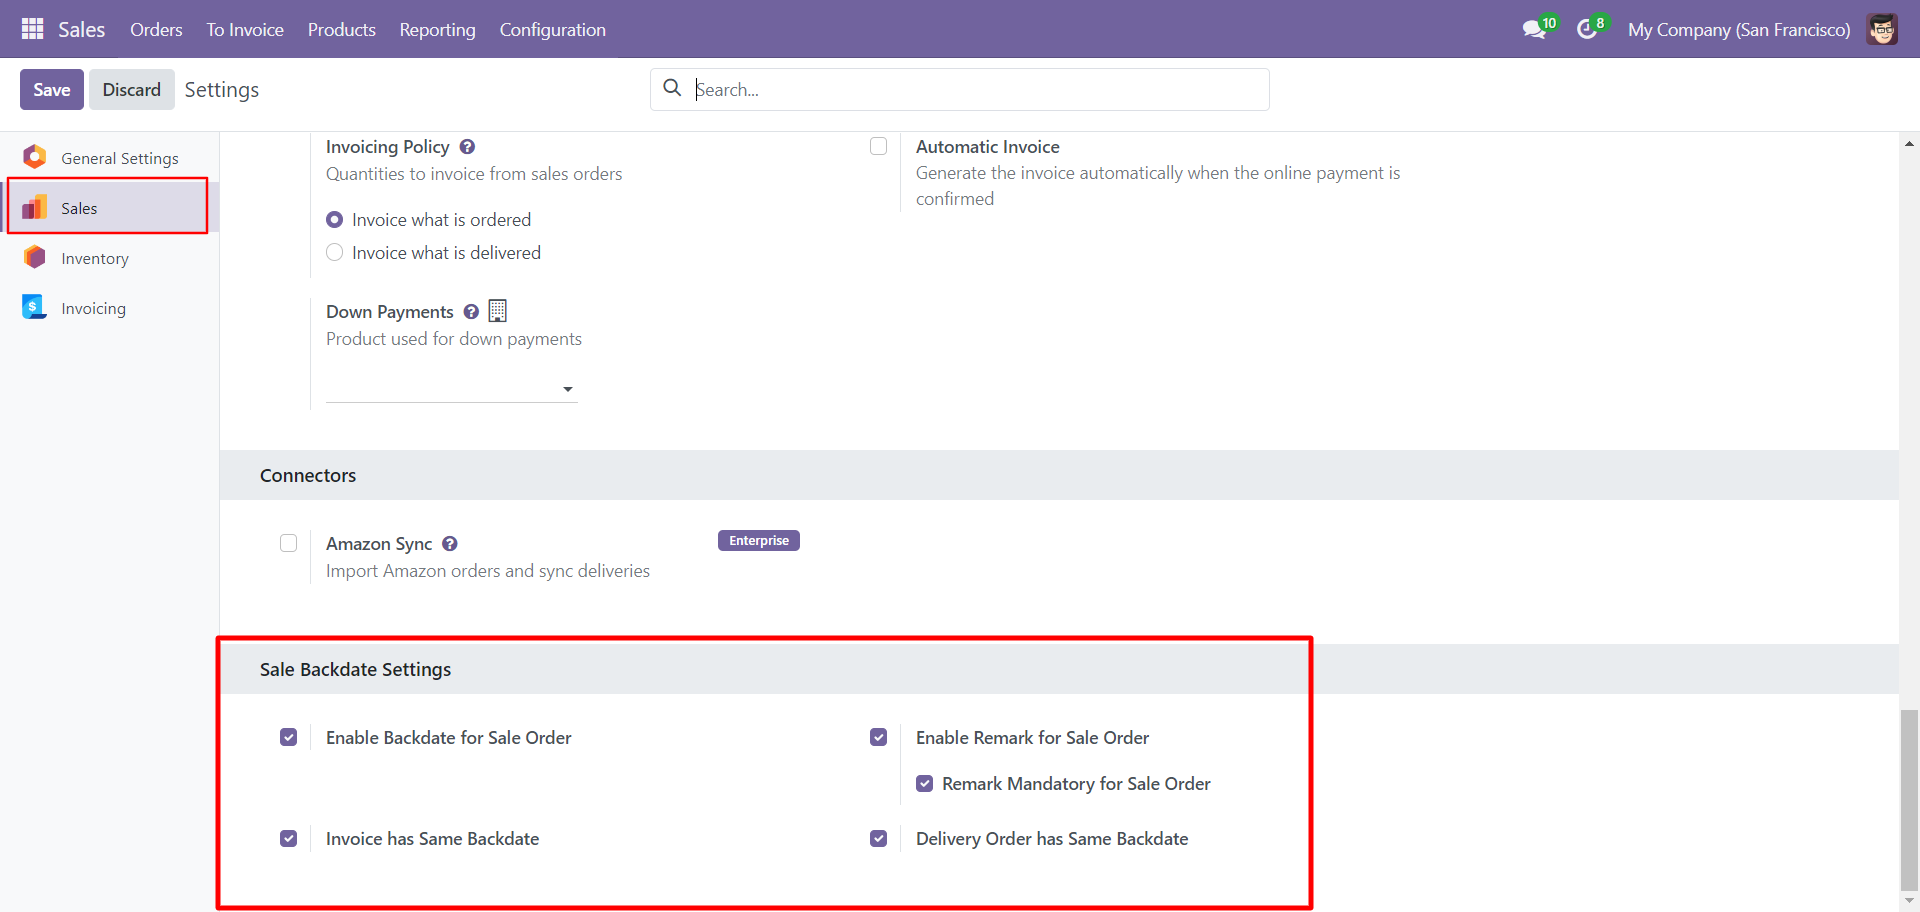 Sales Orders To Invoice Products Reporting Configuration 10 8 My Company (San Francisco)
Save Discard Settings Search...
General Settings
Sales
Inventory
$ Invoicing
Invoicing Policy ?
Quantities to invoice from sales orders
Invoice what is ordered
Invoice what is delivered
Automatic Invoice
Generate the invoice automatically when the online payment is
confirmed
Down Payments ?
Product used for down payments
Connectors
Amazon Sync ? Enterprise
Import Amazon orders and sync deliveries
Sale Backdate Settings
Enable Backdate for Sale Order
Enable Remark for Sale Order
Remark Mandatory for Sale Order
Invoice has Same Backdate
Delivery Order has Same Backdate